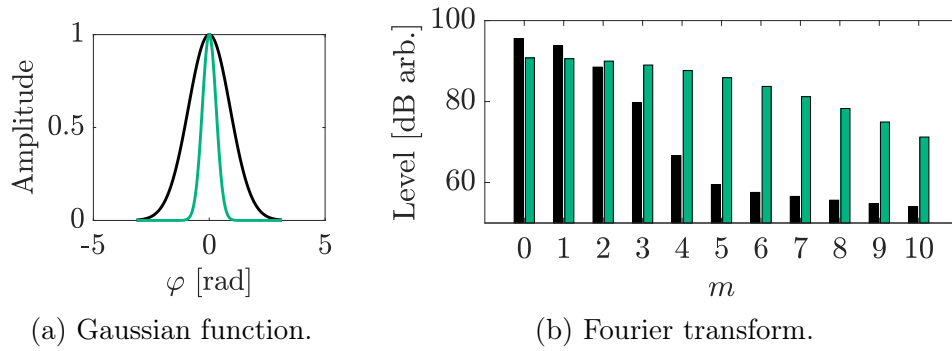 1
0.5
0
Amplitude
-5
0
5
φ [rad]
(a) Gaussian function.
100
80
60
Level [dB arb.]
0 1 2 3 4 5 6 7 8 9 10
m
(b) Fourier transform.